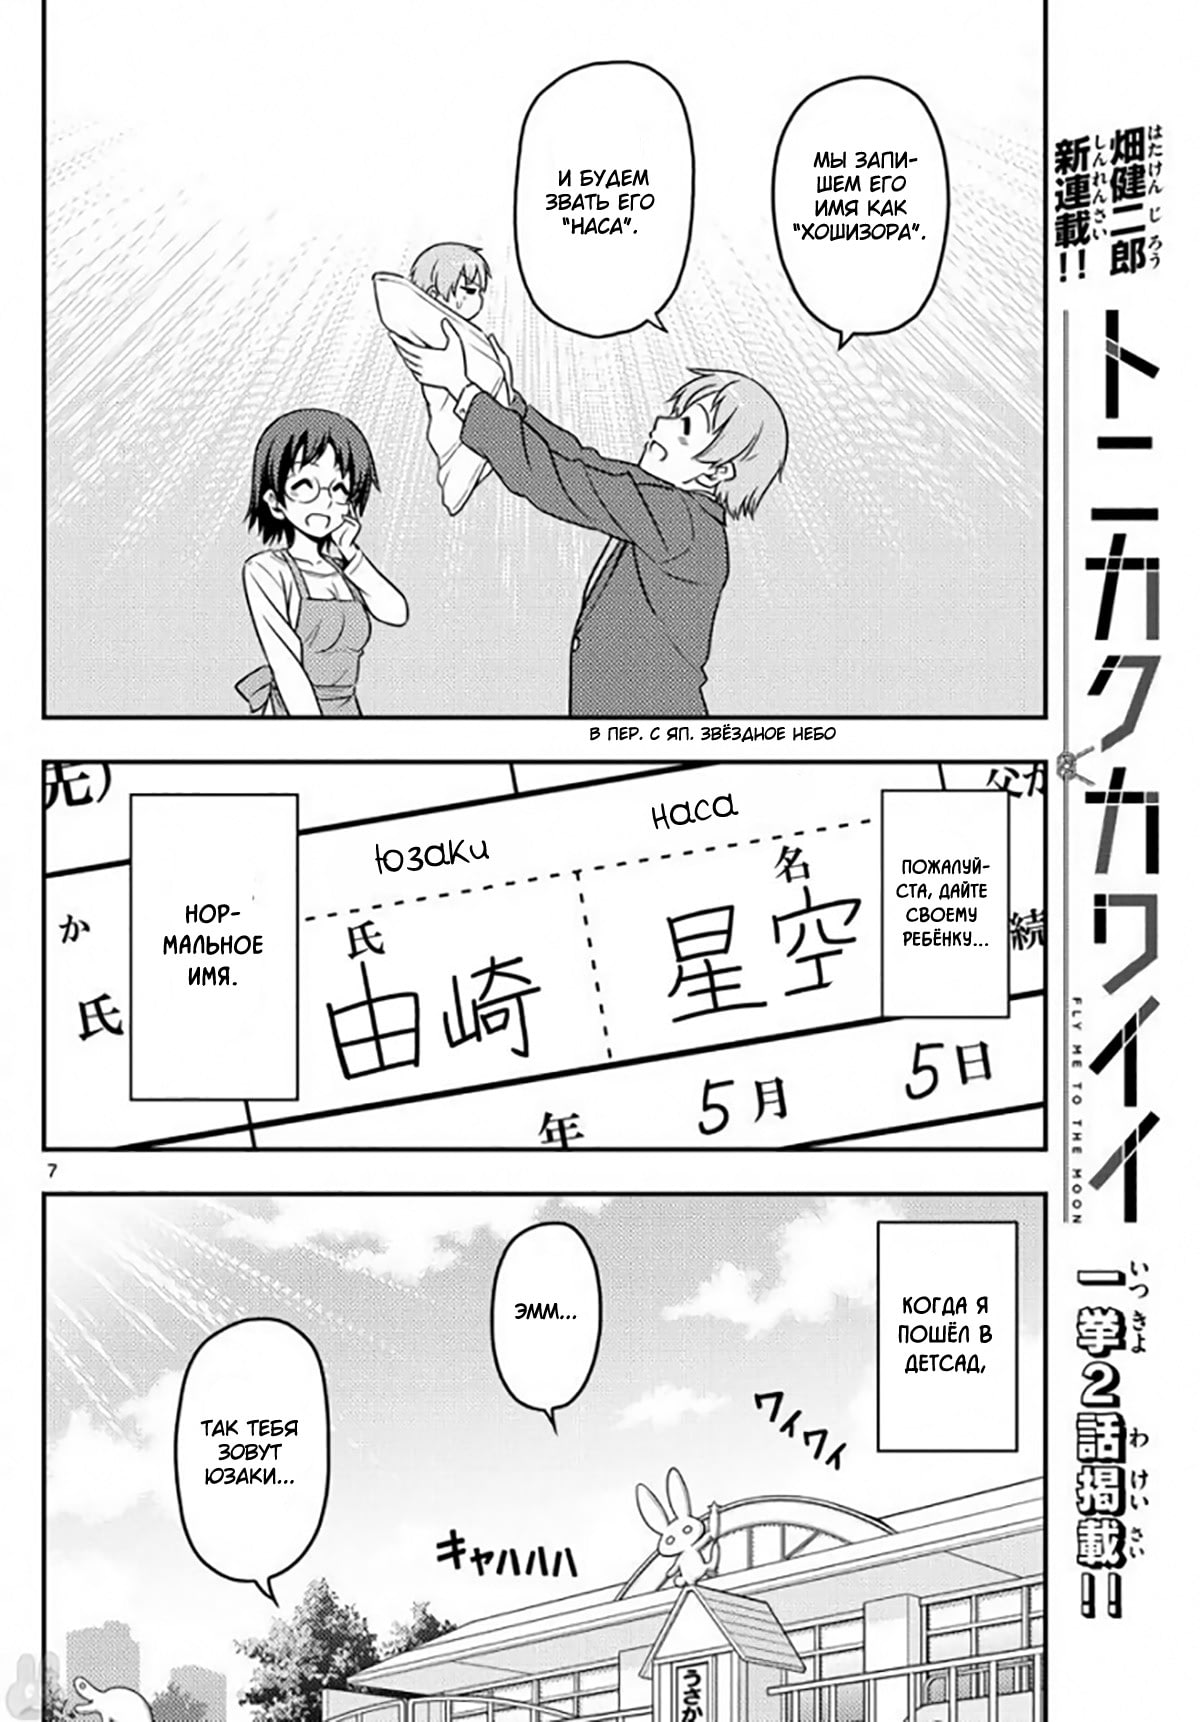 МЫ ЗАПИ-
ШЕМ ЕГО
ИМЯ КАК
"ХОШИЗОРА".
И БУДЕМ
ЗВАТЬ ЕГО
"НАСА".
В ПЕР. С ЯП. ЗВЁЗДНОЕ НЕБО
はたけん じ ろう
畑健二郎
しんれんさい
新連載!!
トニカクカワイイ
FLY ME TO THE MOON
いっ きょ わ けい さい
一挙2話掲載!!
ПОЖАЛУЙ-
СТА, ДАЙТЕ
СВОЕМУ
РЕБЁНКУ...
НОР-
МАЛЬНОЕ
ИМЯ.
先)
父か
наса
Юзаки
名
氏
星空
由崎
か
氏
続
年 5月 5日
7
КОГДА Я
ПОШЁЛ В
ДЕТСАД,
ЭММ...
ТАК ТЕБЯ
ЗОВУТ
ЮЗАКИ...
ワイワイ
キャハハハ
うさか